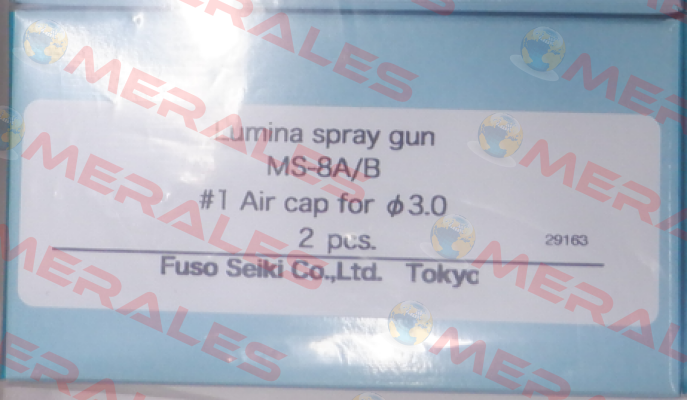 Lumina spray gun
MS-8A/B
#1 Air cap for ϕ3.0
2 pcs.
29163
Fuso Seiki Co.,Ltd. Tokyo
MERALES
MERALES
MERALES
MERALES
MERALES
MERALES